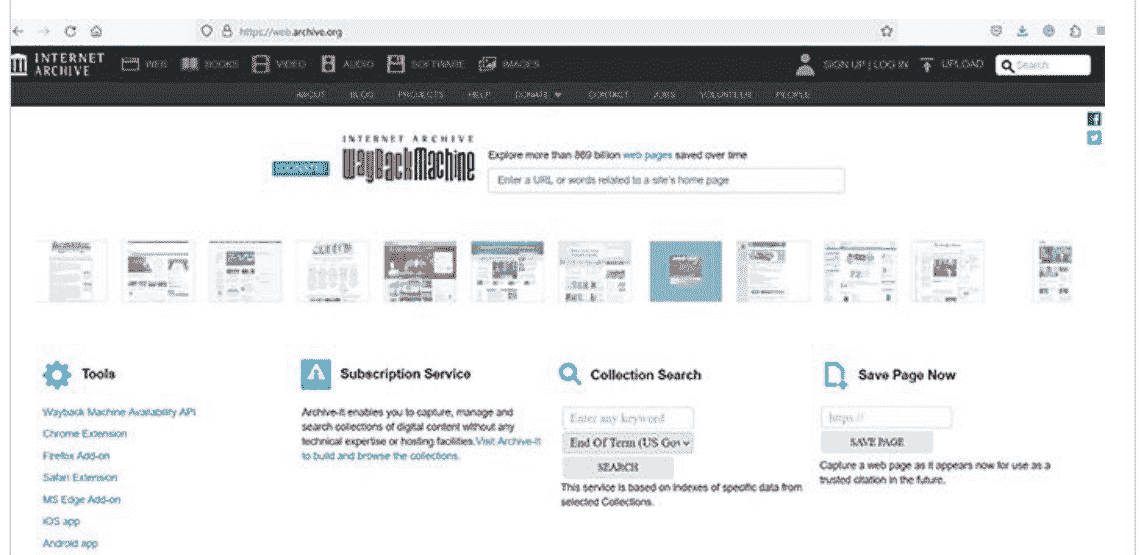 https://web.archive.org
INTERNET ARCHIVE
WEB BOOKS VIDEO AUDIO SOFTWARE IMAGES
SIGN UP | LOG IN UPLOAD Search
ABOUT BLOG PROJECTS HELP DONATE CONTACT JOBS VOLUNTEER PEOPLE
INTERNET ARCHIVE
WayBackMachine
DONATE
Explore more than 869 billion web pages saved over time
Enter a URL or words related to a site's home page
Tools
Wayback Machine Availability API
Chrome Extension
Firefox Add-on
Safari Extension
MS Edge Add-on
iOS app
Android app
Subscription Service
Archive-It enables you to capture, manage and
search collections of digital content without any
technical expertise or hosting facilities. Visit Archive-It
to build and browse the collections.
Collection Search
Enter any keyword
End Of Term (US Gov
SEARCH
This service is based on indexes of specific data from
selected Collections.
Save Page Now
https://
SAVE PAGE
Capture a web page as it appears now for use as a
trusted citation in the future.